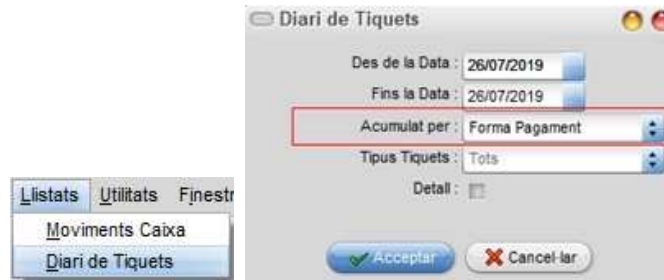 Diari de Tiquets
Des de la Data : 26/07/2019
Fins la Data : 26/07/2019
Acumulat per : Forma Pagament
Tipus Tiquets : Tots
Detall :
Acceptar Cancel·lar
Llistats Utilitats Finestr
Moviments Caixa
Diari de Tiquets